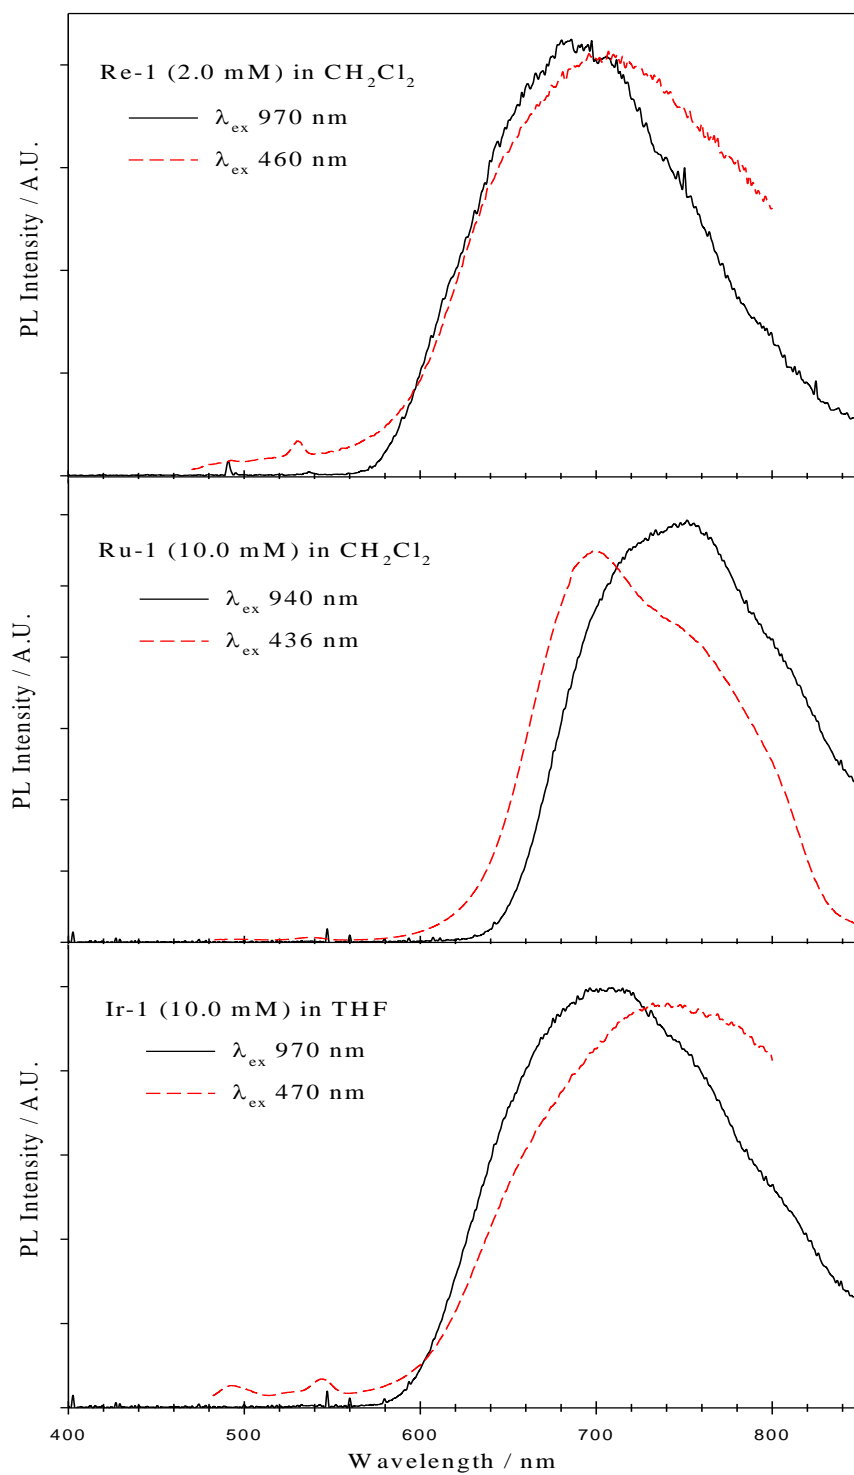 Re-1 (2.0 mM) in CH₂Cl₂
λₑₓ 970 nm
λₑₓ 460 nm
PL Intensity / A.U.
Ru-1 (10.0 mM) in CH₂Cl₂
λₑₓ 940 nm
λₑₓ 436 nm
PL Intensity / A.U.
Ir-1 (10.0 mM) in THF
λₑₓ 970 nm
λₑₓ 470 nm
PL Intensity / A.U.
400 500 600 700 800
Wavelength / nm